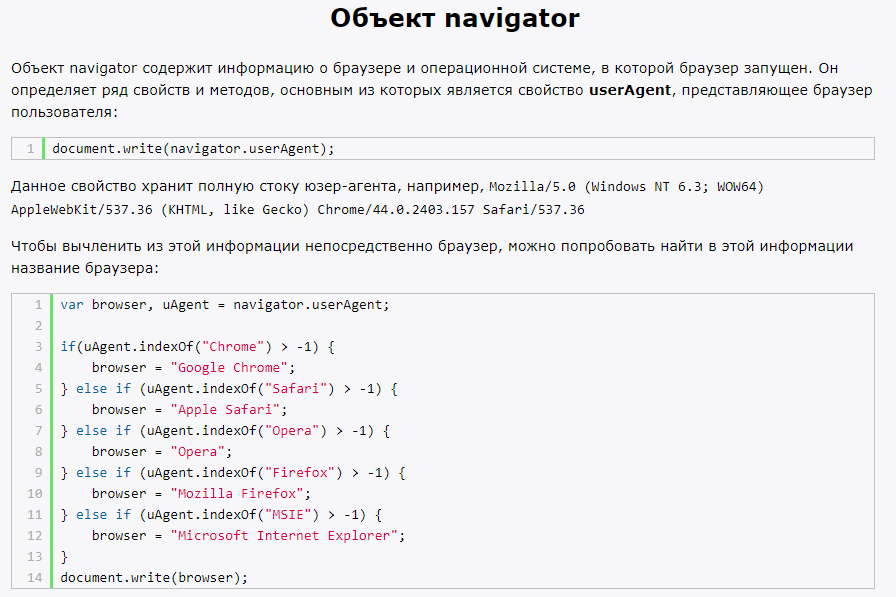 Объект navigator
Объект navigator содержит информацию о браузере и операционной системе, в которой браузер запущен. Он
определяет ряд свойств и методов, основным из которых является свойство userAgent, представляющее браузер
пользователя:
1 document.write(navigator.userAgent);
Данное свойство хранит полную стоку юзер-агента, например, Mozilla/5.0 (Windows NT 6.3; WOW64)
AppleWebKit/537.36 (KHTML, like Gecko) Chrome/44.0.2403.157 Safari/537.36
Чтобы вычленить из этой информации непосредственно браузер, можно попробовать найти в этой информации
название браузера:
1 var browser, uAgent = navigator.userAgent;
2
3 if(uAgent.indexOf("Chrome") > -1) {
4     browser = "Google Chrome";
5 } else if (uAgent.indexOf("Safari") > -1) {
6     browser = "Apple Safari";
7 } else if (uAgent.indexOf("Opera") > -1) {
8     browser = "Opera";
9 } else if (uAgent.indexOf("Firefox") > -1) {
10     browser = "Mozilla Firefox";
11 } else if (uAgent.indexOf("MSIE") > -1) {
12     browser = "Microsoft Internet Explorer";
13 }
14 document.write(browser);